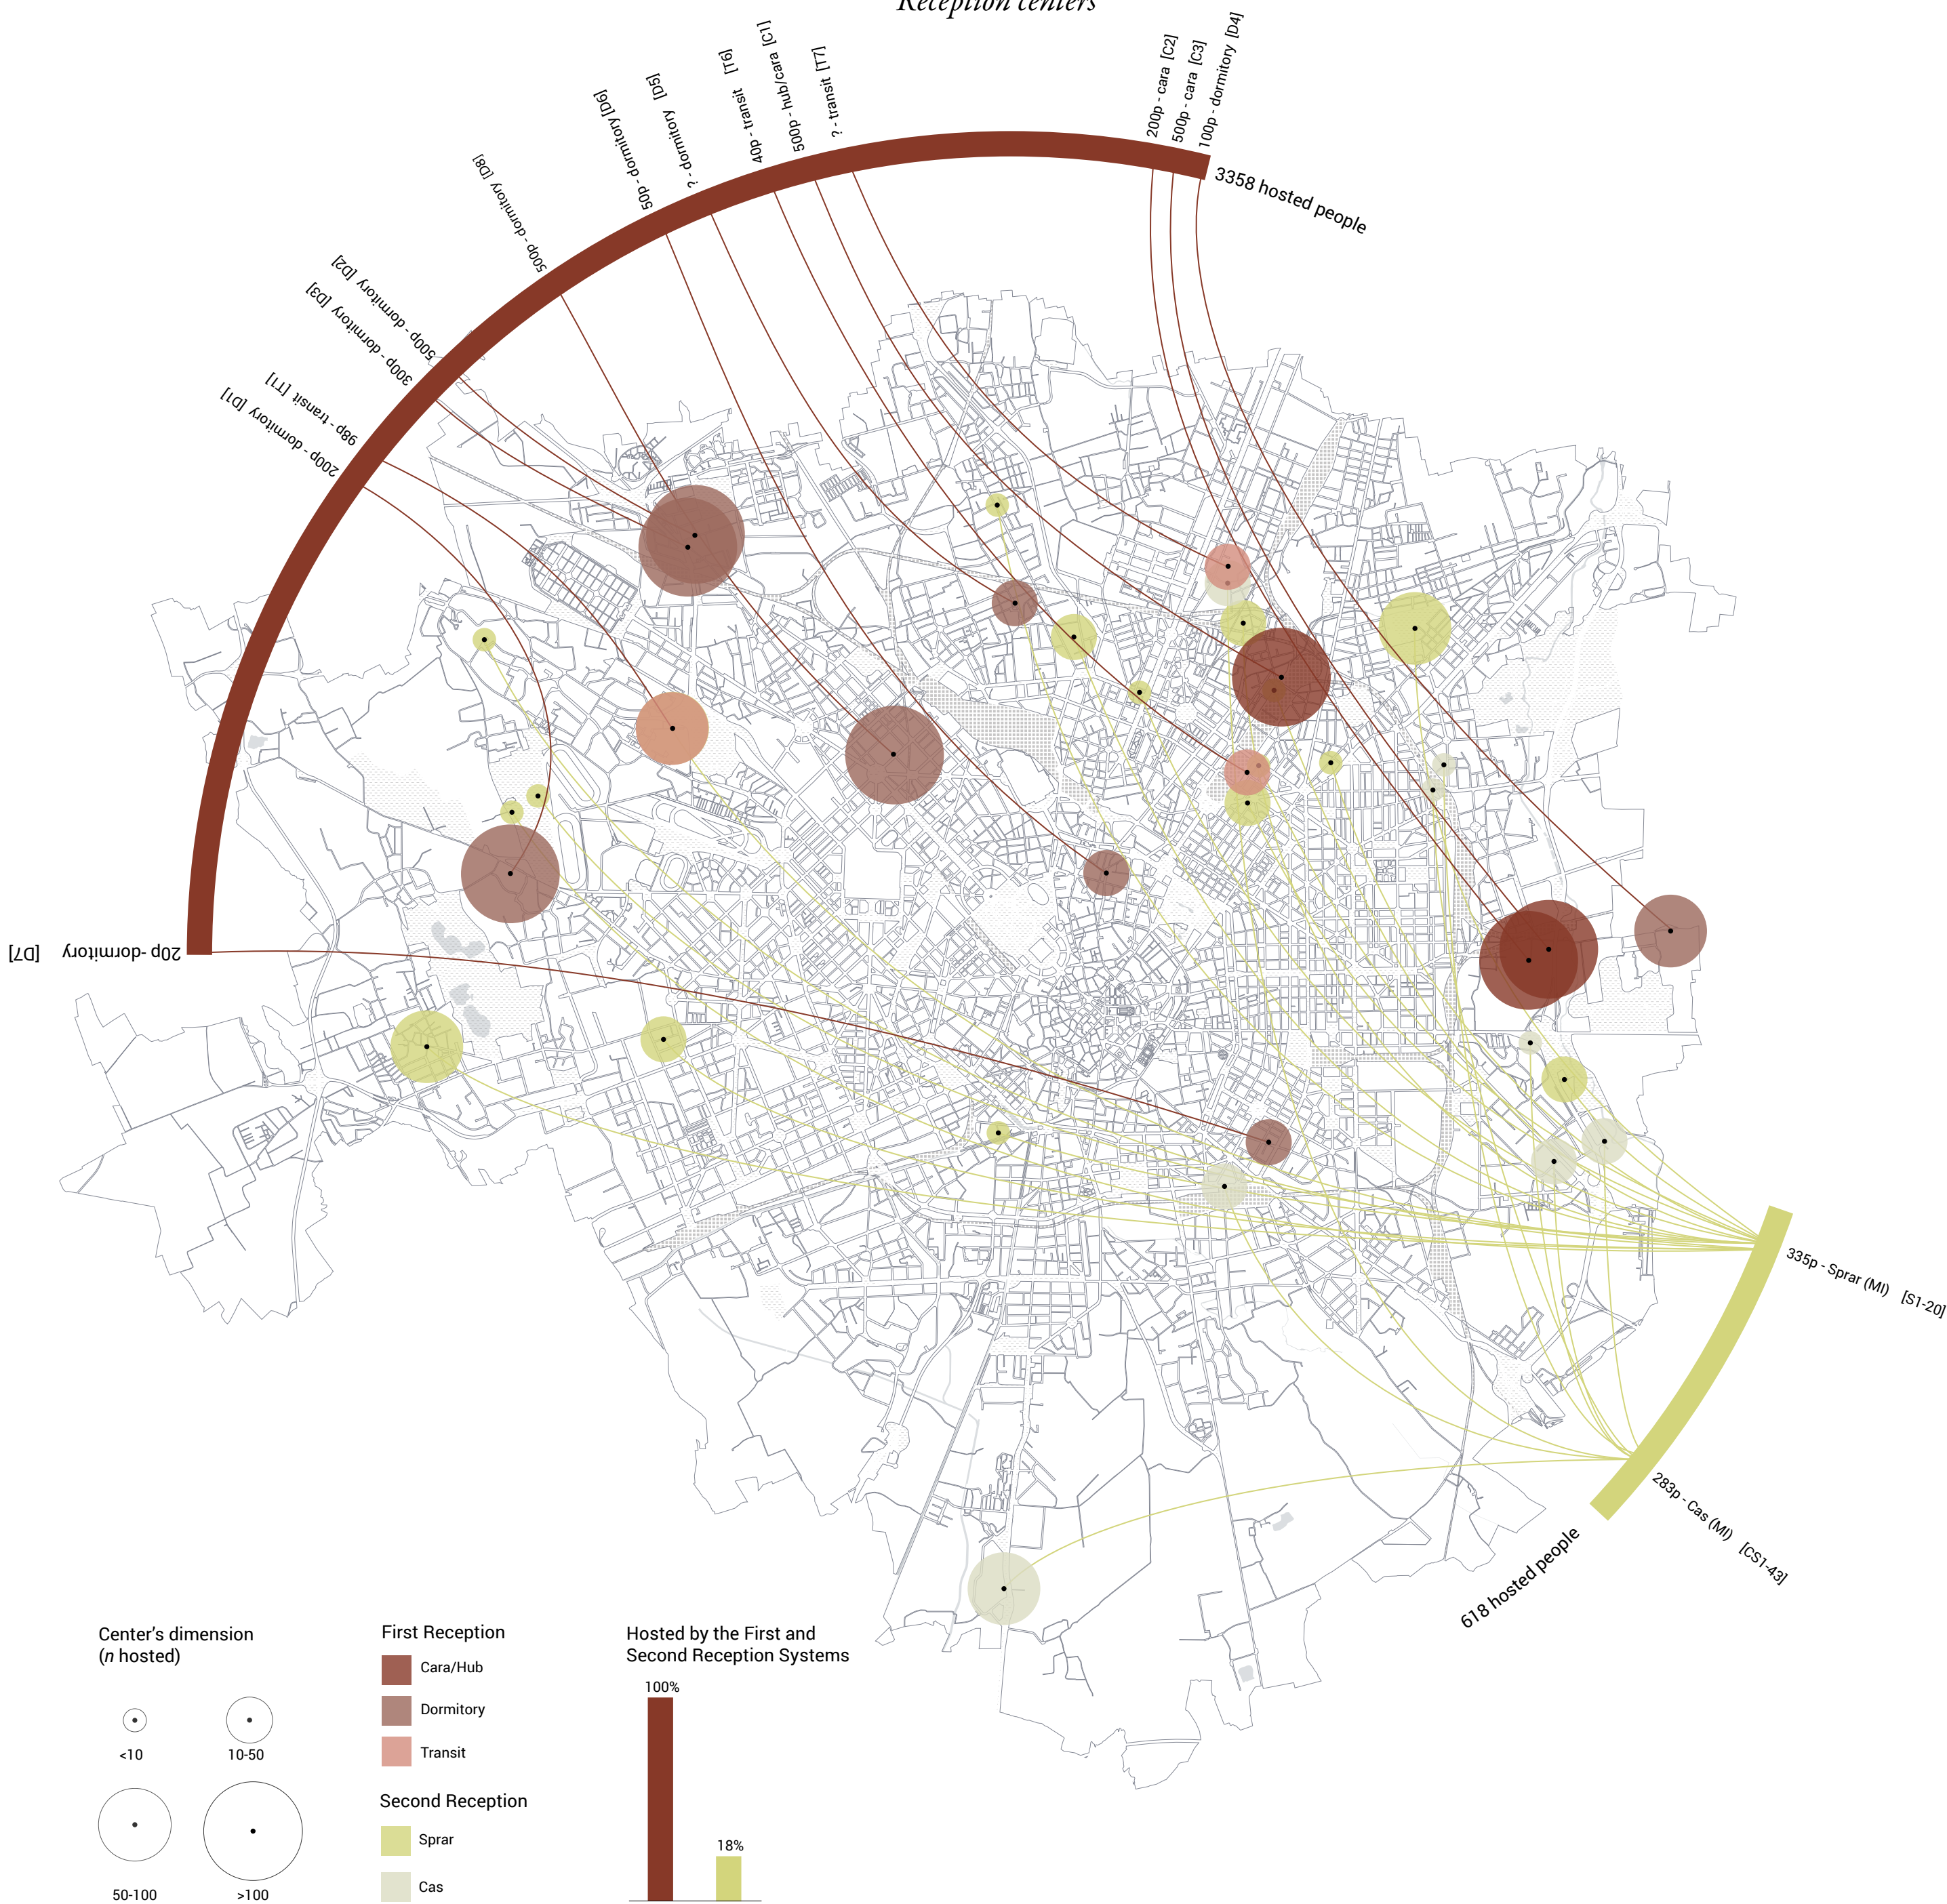 Reception centers
20p -dormitory [D7]
200p - dormitory [D1]
98p - transit [T1]
300p - dormitory [D3]
500p - dormitory [D2]
500p - dormitory [D8]
50p - dormitory [D6]
? - dormitory [D5]
40p - transit [T6]
500p - hub/cara [C1]
? - transit [T7]
200p - cara [C2]
500p - cara [C3]
100p - dormitory [D4]
3358 hosted people
335p - Sprar (MI) [S1-20]
283p - Cas (MI) [CS1-43]
618 hosted people
Center's dimension
(n hosted)
<10
10-50
50-100
>100
First Reception
Cara/Hub
Dormitory
Transit
Second Reception
Sprar
Cas
Hosted by the First and
Second Reception Systems
100%
18%